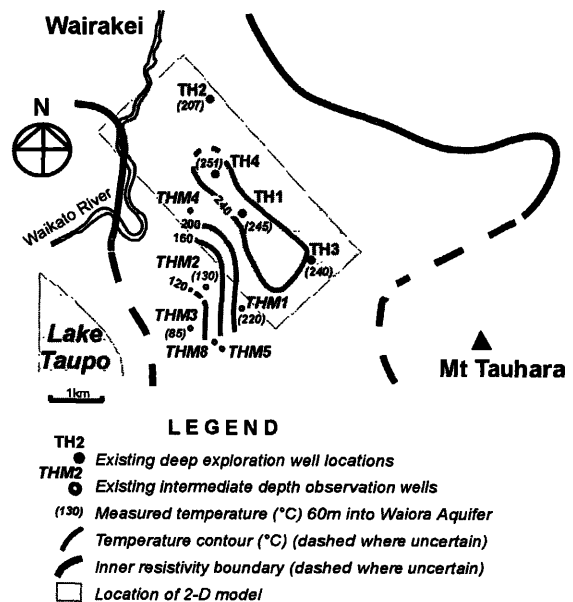 Wairakei
N
TH2
(207)
(251)
TH4
THM4
240
TH1
(245)
Waikato River
200
160
TH3
(240)
THM2
(130)
120
THM1
(220)
THM3
(85)
THM8
THM5
Lake
Taupo
Mt Tauhara
1km
LEGEND
TH2
Existing deep exploration well locations
THM2
Existing intermediate depth observation wells
(130) Measured temperature (°C) 60m into Waiora Aquifer
Temperature contour (°C) (dashed where uncertain)
Inner resistivity boundary (dashed where uncertain)
Location of 2-D model